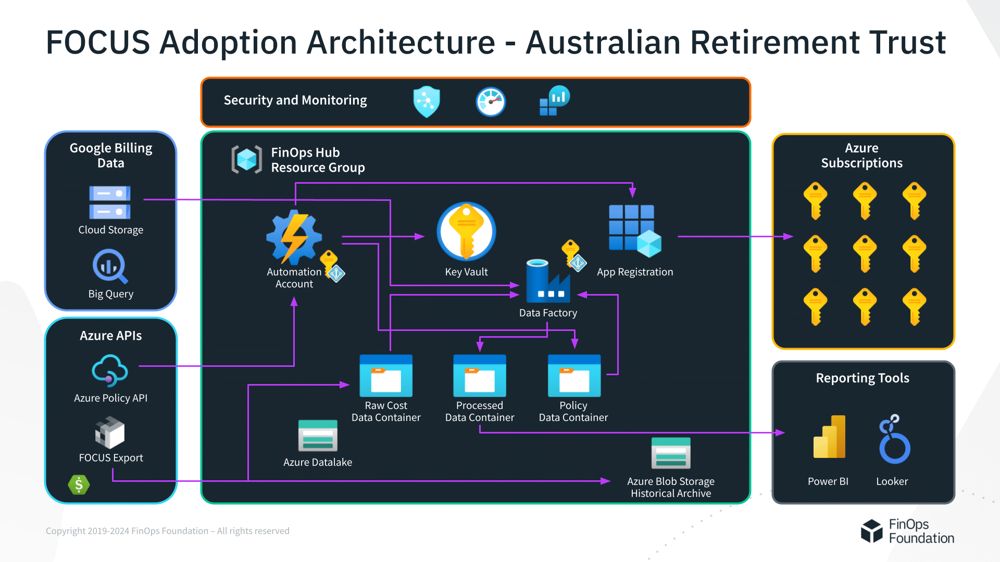 FOCUS Adoption Architecture - Australian Retirement Trust
Security and Monitoring
Google Billing
Data
Cloud Storage
Big Query
Azure APIs
Azure Policy API
FOCUS Export
$
FinOps Hub
Resource Group
Automation
Account
Key Vault
App Registration
Data Factory
Raw Cost
Data Container
Processed
Data Container
Policy
Data Container
Azure Datalake
Azure Blob Storage
Historical Archive
Azure
Subscriptions
Reporting Tools
Power BI
Looker
Copyright 2019-2024 FinOps Foundation – All rights reserved
FinOps
Foundation